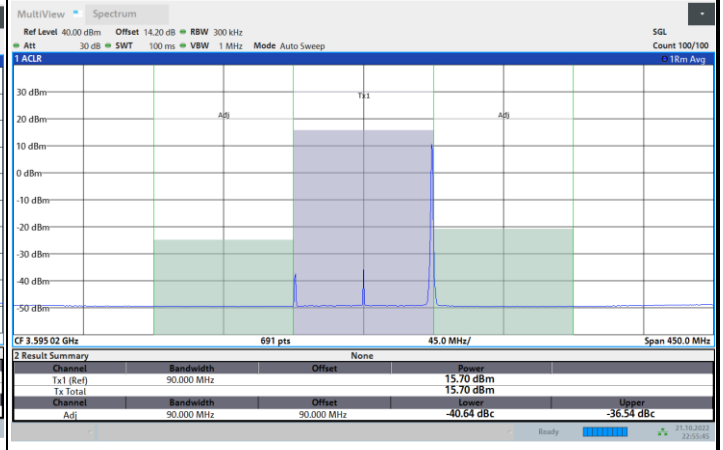 MultiView Spectrum
Ref Level 40.00 dBm Offset 14.20 dB RBW 300 kHz SGL
Att 30 dB SWT 100 ms VBW 1 MHz Mode Auto Sweep Count 100/100
1 ACLR 1Rm Avg
30 dBm
Tx1
20 dBm
Adj Adj
10 dBm
0 dBm
-10 dBm
-20 dBm
-30 dBm
-40 dBm
-50 dBm
CF 3.595 02 GHz 691 pts 45.0 MHz/ Span 450.0 MHz
2 Result Summary None
Channel Bandwidth Offset Power
Tx1 (Ref) 90.000 MHz 15.70 dBm
Tx Total 15.70 dBm
Channel Bandwidth Offset Lower Upper
Adj 90.000 MHz 90.000 MHz -40.64 dBc -36.54 dBc
Ready 21.10.2022
22:55:45